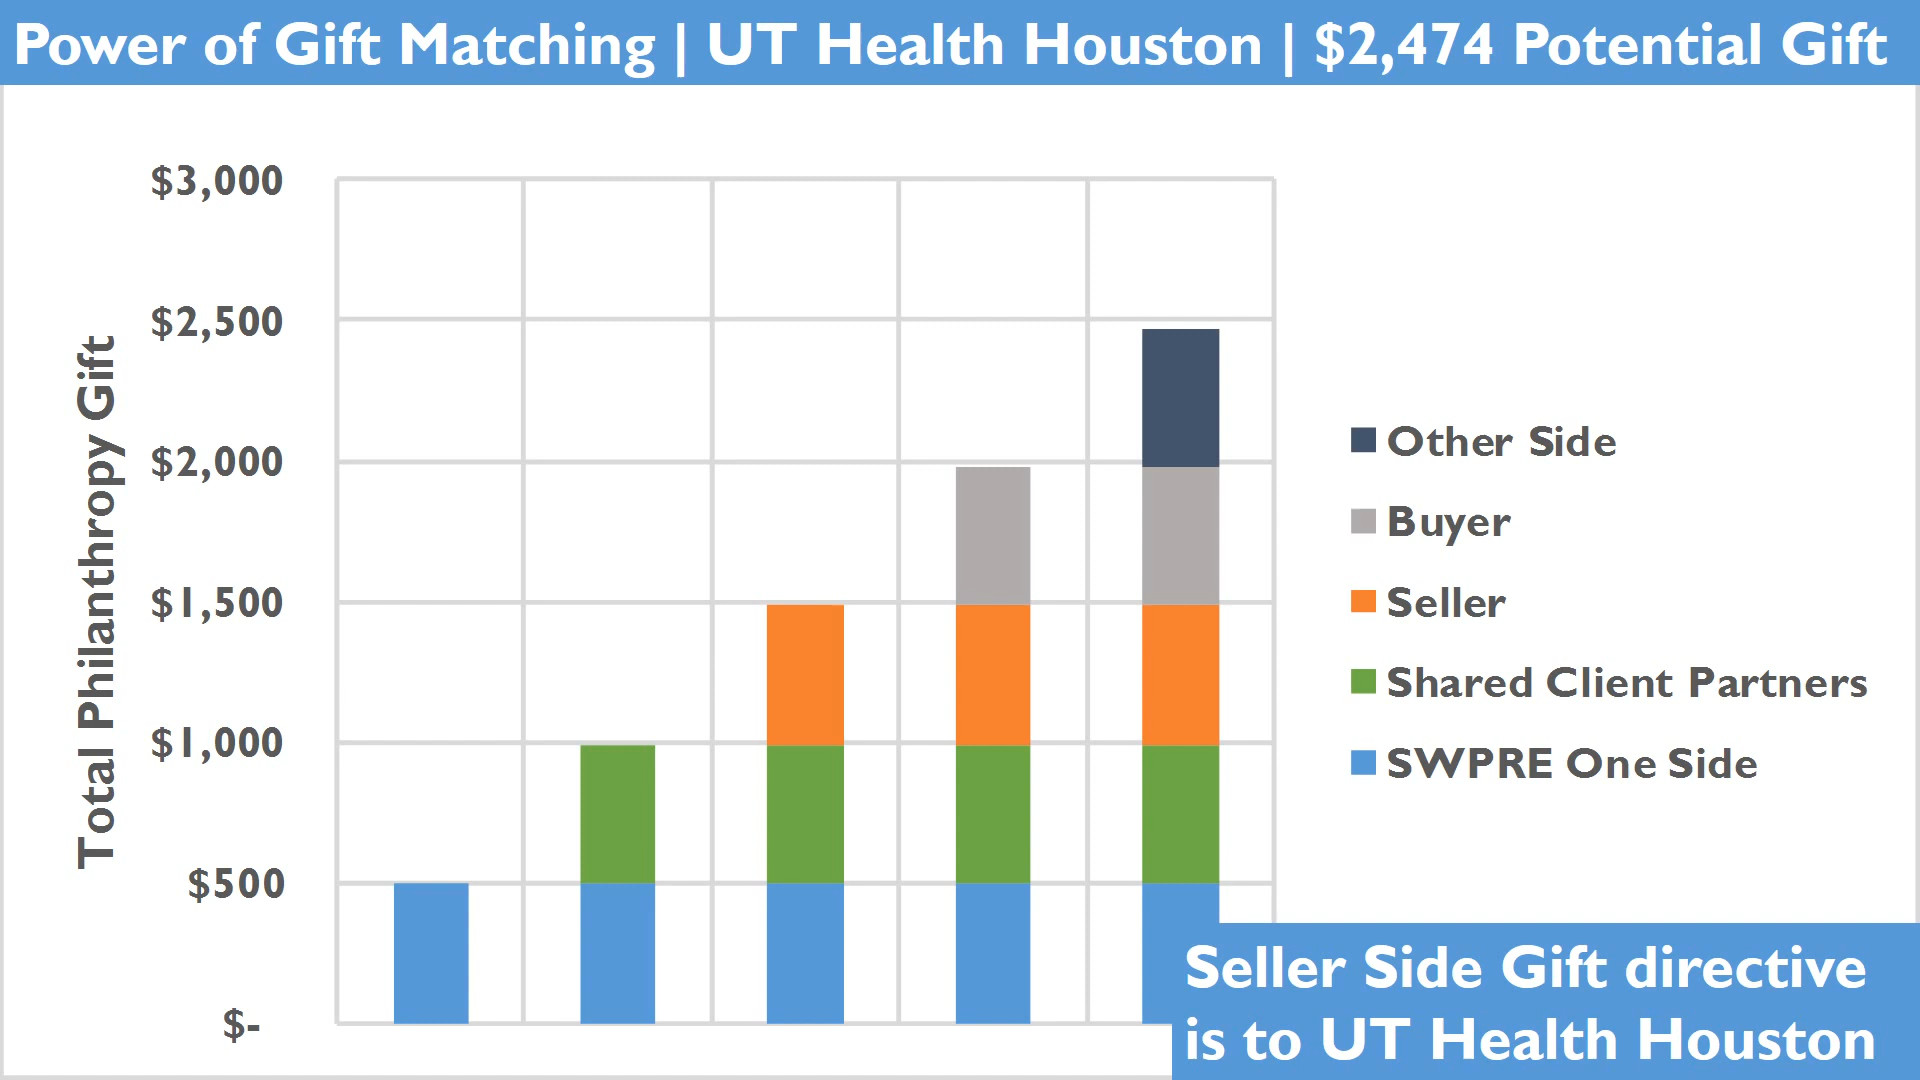 Power of Gift Matching | UT Health Houston | $2,474 Potential Gift
Total Philanthropy Gift
$3,000
$2,500
$2,000
$1,500
$1,000
$500
$-
Other Side
Buyer
Seller
Shared Client Partners
SWPRE One Side
Seller Side Gift directive
is to UT Health Houston